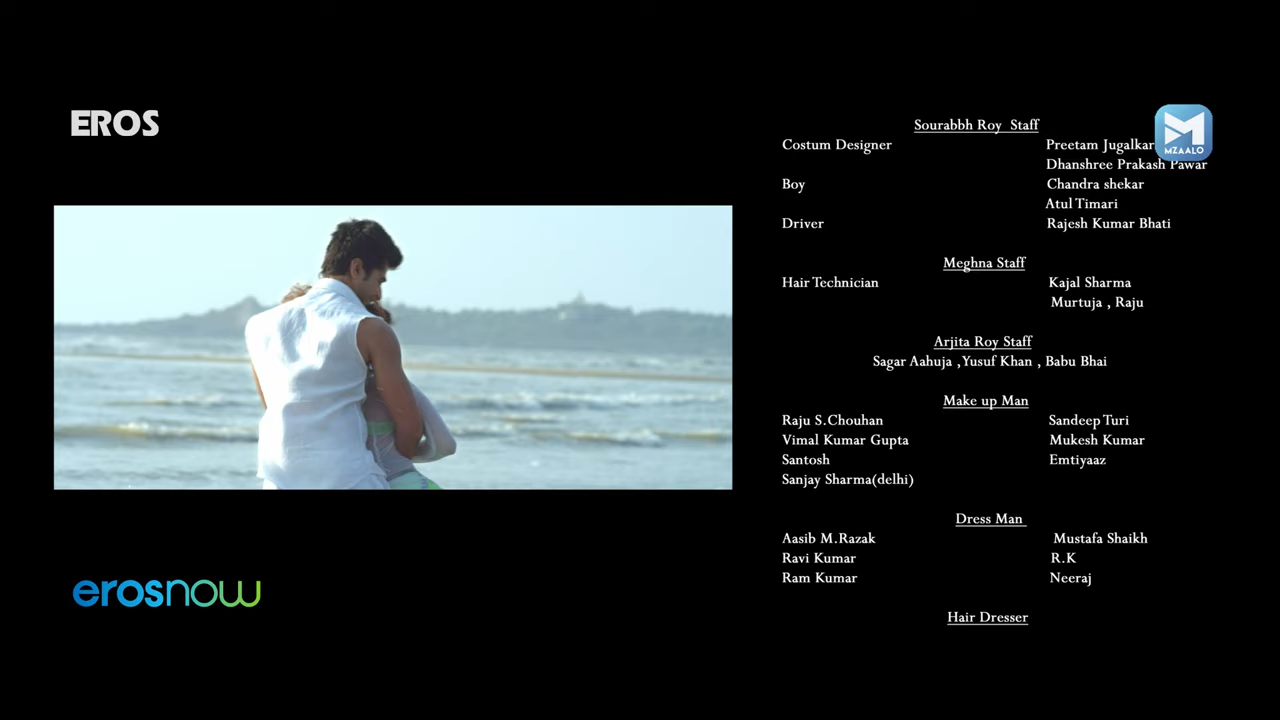 EROS
Sourabbh Roy Staff
Costum Designer Preetam Jugalkar
Dhanshree Prakash Pawar
Boy Chandra shekar
Atul Timari
Driver Rajesh Kumar Bhati
Meghna Staff
Hair Technician Kajal Sharma
Murtuja , Raju
Arjita Roy Staff
Sagar Aahuja ,Yusuf Khan , Babu Bhai
Make up Man
Raju S.Chouhan Sandeep Turi
Vimal Kumar Gupta Mukesh Kumar
Santosh Emtiyaaz
Sanjay Sharma(delhi)
Dress Man
Aasib M.Razak Mustafa Shaikh
Ravi Kumar R.K
Ram Kumar Neeraj
Hair Dresser
erosnow
MZAALO